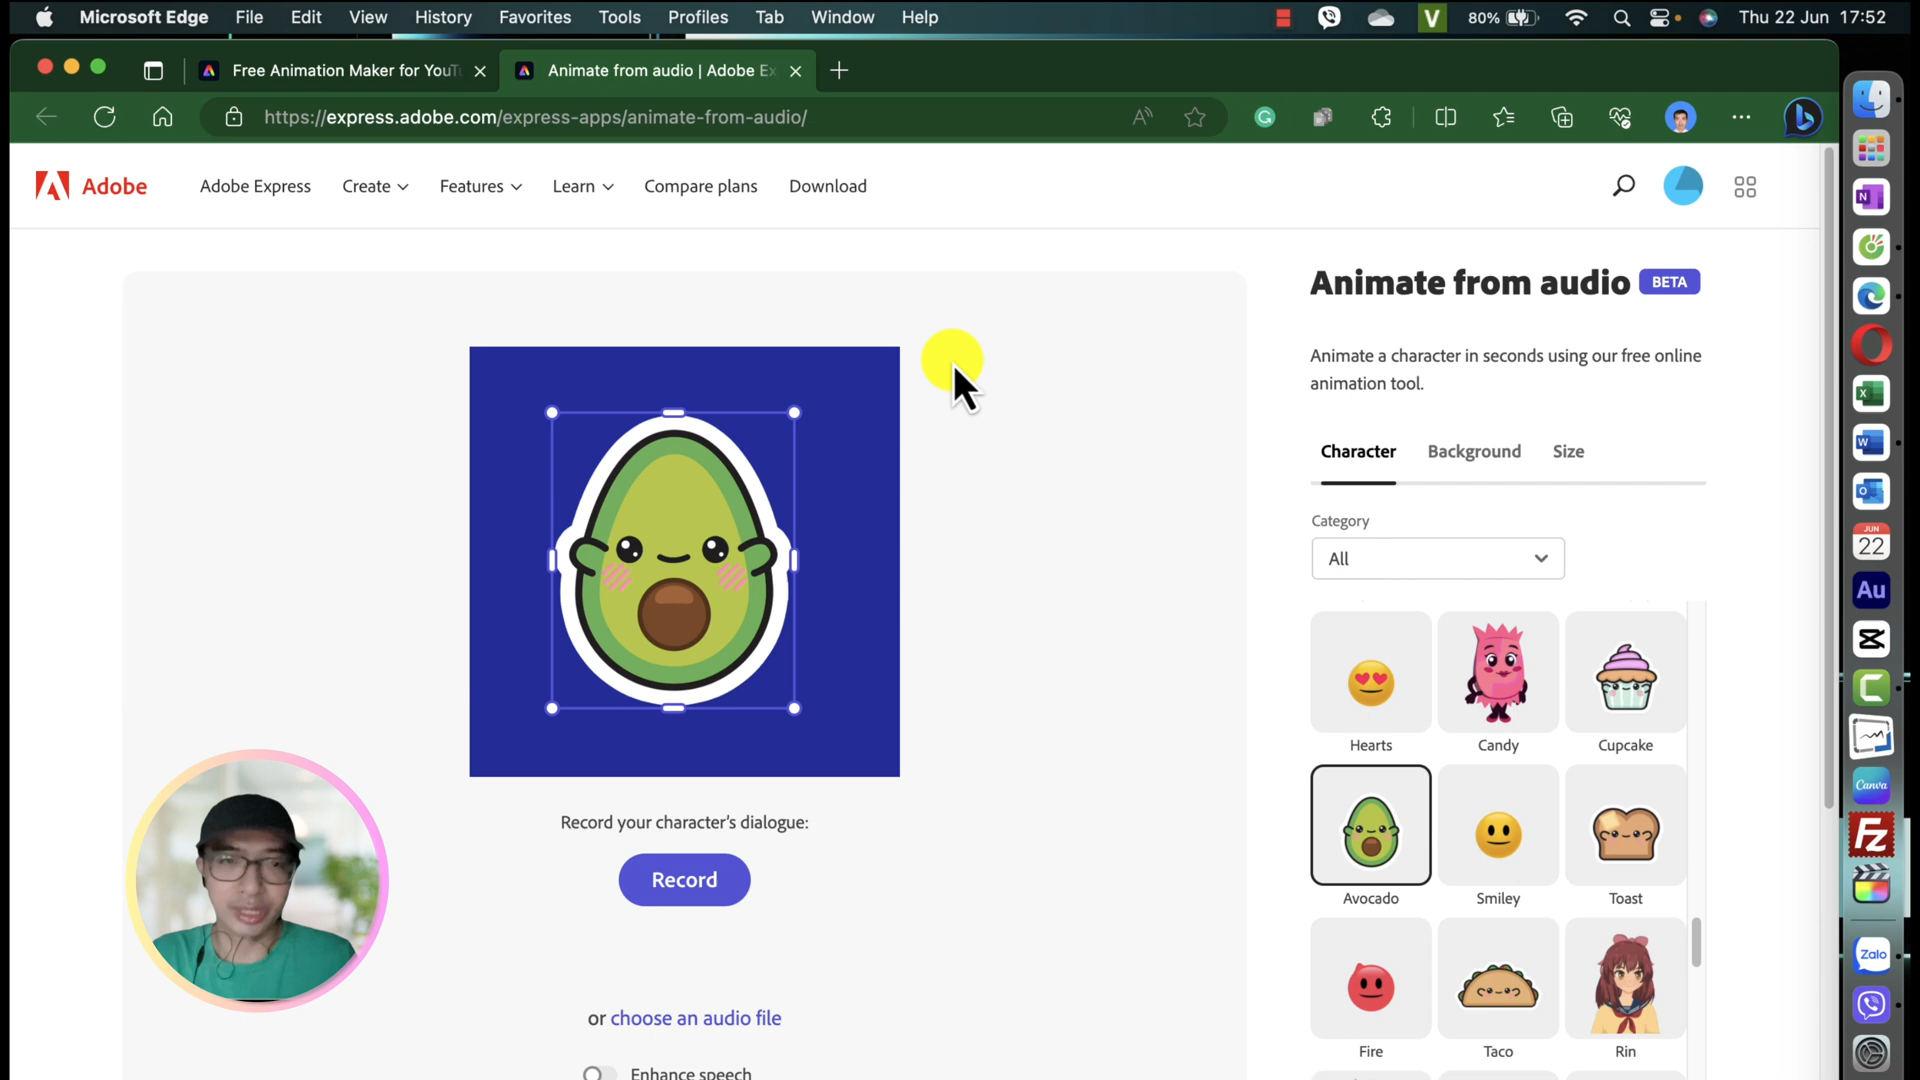 Microsoft Edge File Edit View History Favorites Tools Profiles Tab Window Help
V 80% Thu 22 Jun 17:52
Free Animation Maker for YouTu
Animate from audio | Adobe Ex
https://express.adobe.com/express-apps/animate-from-audio/
Adobe
Adobe Express
Create
Features
Learn
Compare plans
Download
Animate from audio BETA
Animate a character in seconds using our free online
animation tool.
Character Background Size
Category
All
Hearts Candy Cupcake
Avocado Smiley Toast
Fire Taco Rin
Record your character's dialogue:
Record
or choose an audio file
Enhance speech
JUN
22
Au
Canva
Fz
Zalo